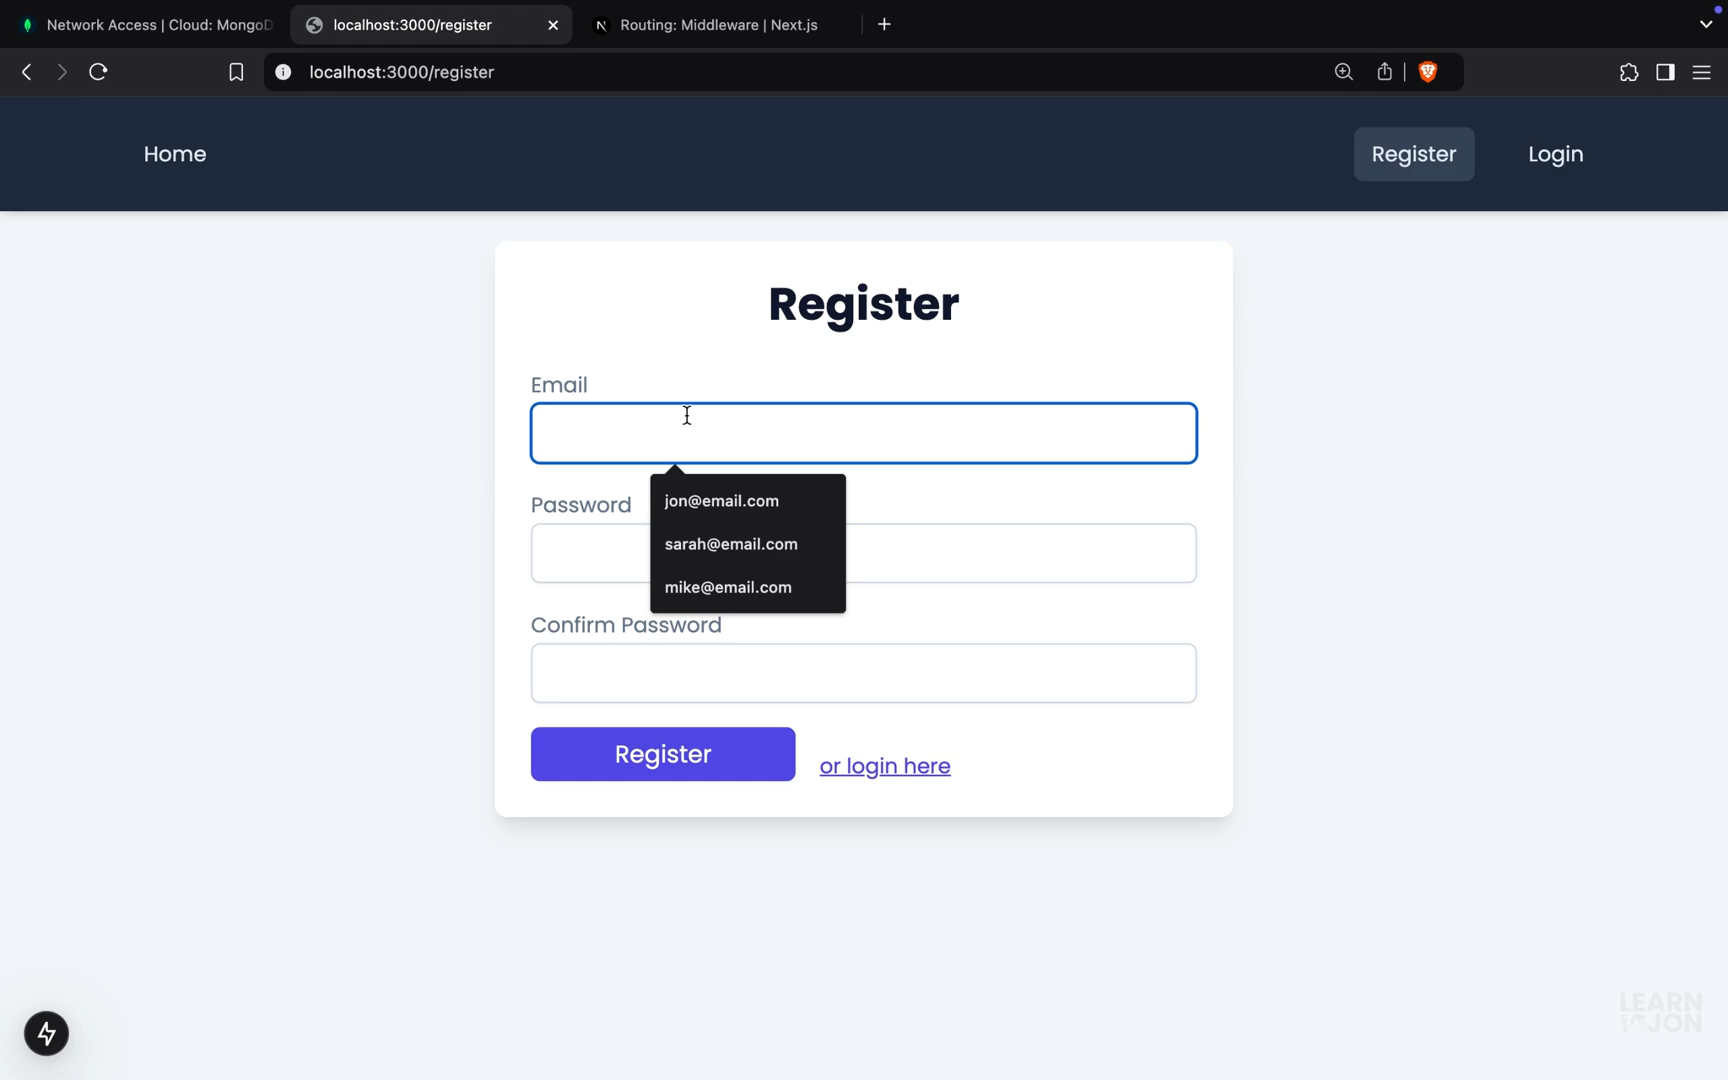 Network Access | Cloud: MongoD
localhost:3000/register
Routing: Middleware | Next.js
localhost:3000/register
Home
Register
Login
Register
Email
jon@email.com
Password
sarah@email.com
mike@email.com
Confirm Password
Register
or login here
LEARN
JON